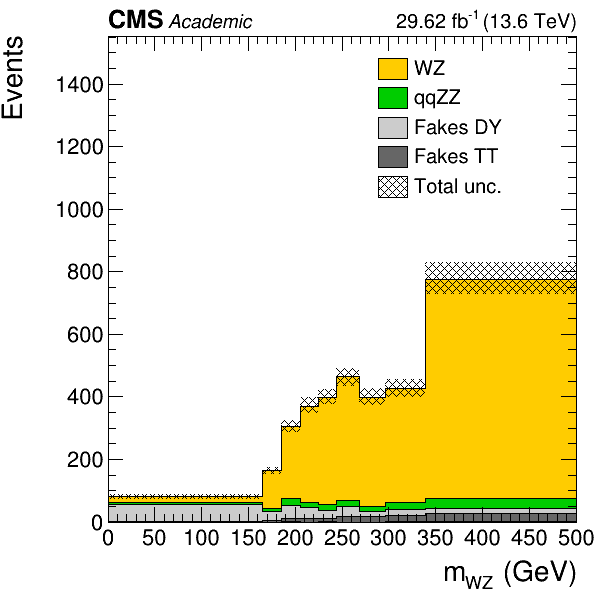 CMS Academic 29.62 fb-1 (13.6 TeV)
Events
1400
1200
1000
800
600
400
200
0
WZ
qqZZ
Fakes DY
Fakes TT
Total unc.
0 50 100 150 200 250 300 350 400 450 500
mWZ (GeV)